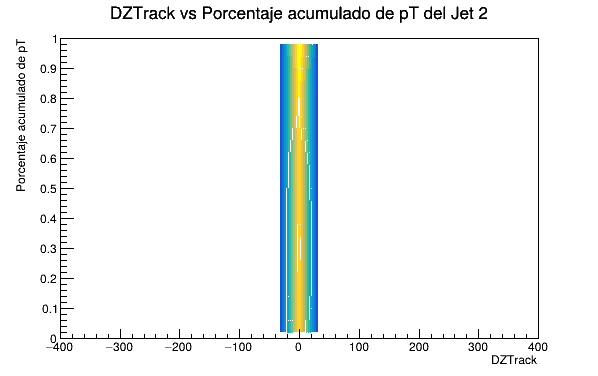 DZTrack vs Porcentaje acumulado de pT del Jet 2
Porcentaje acumulado de pT
1
0.9
0.8
0.7
0.6
0.5
0.4
0.3
0.2
0.1
0
−400 −300 −200 −100 0 100 200 300 400
DZTrack